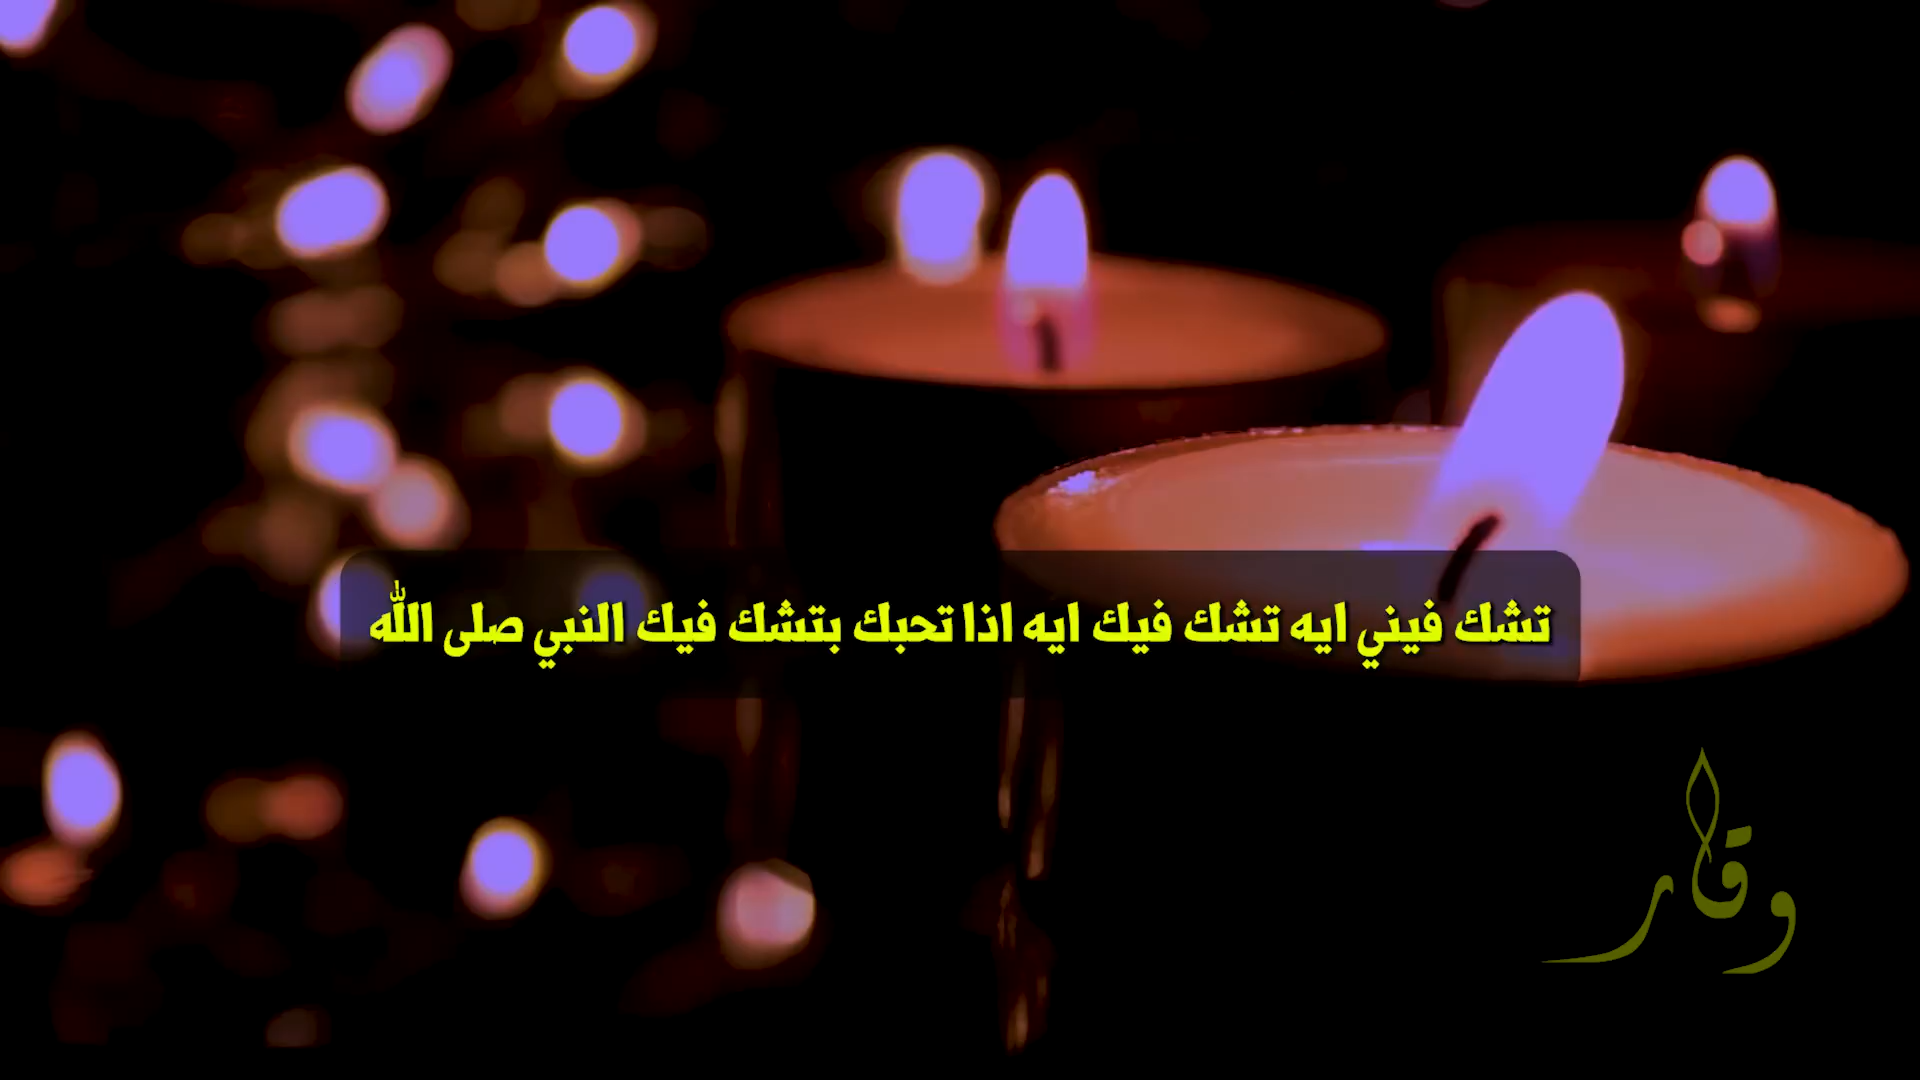 تشك فيني ايه تشك فيك ايه اذا تحبك بتشك فيك النبي صلى الله
وقار